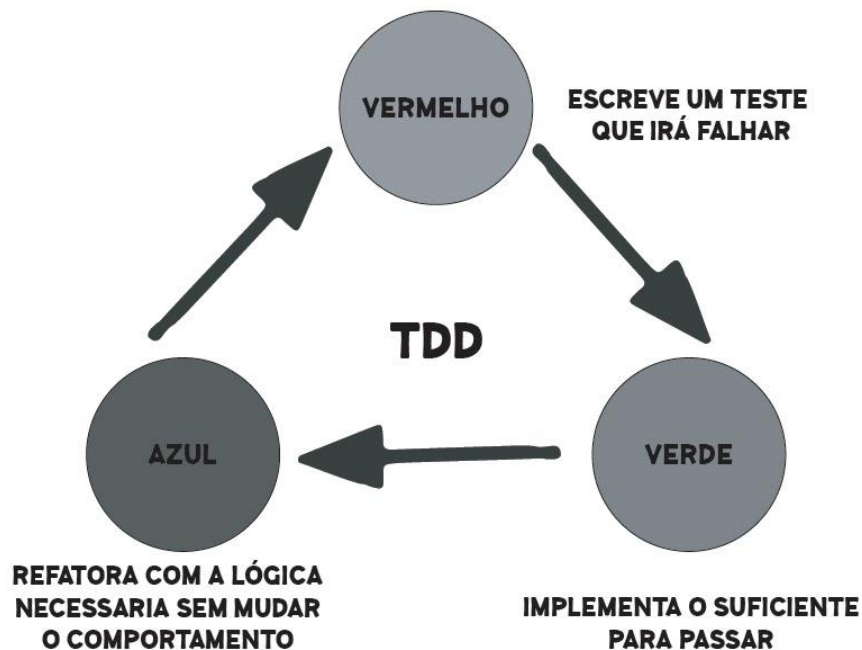 VERMELHO
ESCREVE UM TESTE
QUE IRÁ FALHAR
TDD
AZUL
VERDE
REFATORA COM A LÓGICA
NECESSARIA SEM MUDAR
O COMPORTAMENTO
IMPLEMENTA O SUFICIENTE
PARA PASSAR